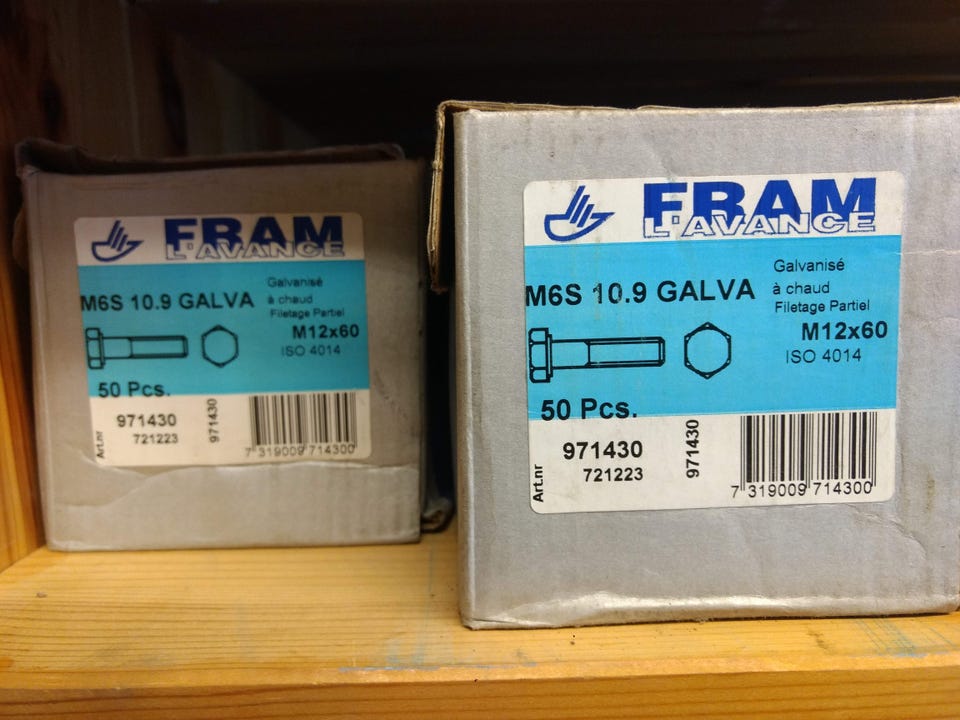 FRAM
L'AVANCE
M6S 10.9 GALVA
Galvanisé
à chaud
Filetage Partiel
M12x60
ISO 4014
50 Pcs.
Art.nr
971430
721223
971430
7 319009 714300
FRAM
L'AVANCE
M6S 10.9 GALVA
Galvanisé
à chaud
Filetage Partiel
M12x60
ISO 4014
50 Pcs.
Art.nr
971430
721223
971430
7 319009 714300